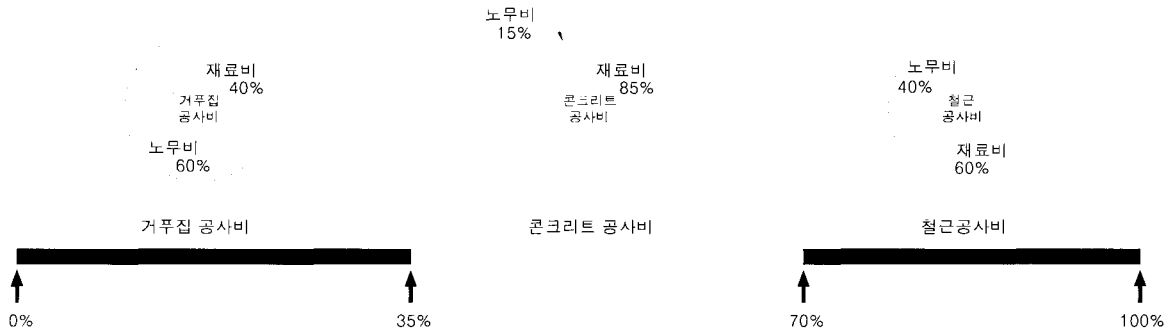 노무비
15%
재료비
40%
거푸집
공사비
노무비
60%
재료비
85%
콘크리트
공사비
노무비
40%
철근
공사비
재료비
60%
거푸집 공사비
콘크리트 공사비
철근공사비
0%
35%
70%
100%